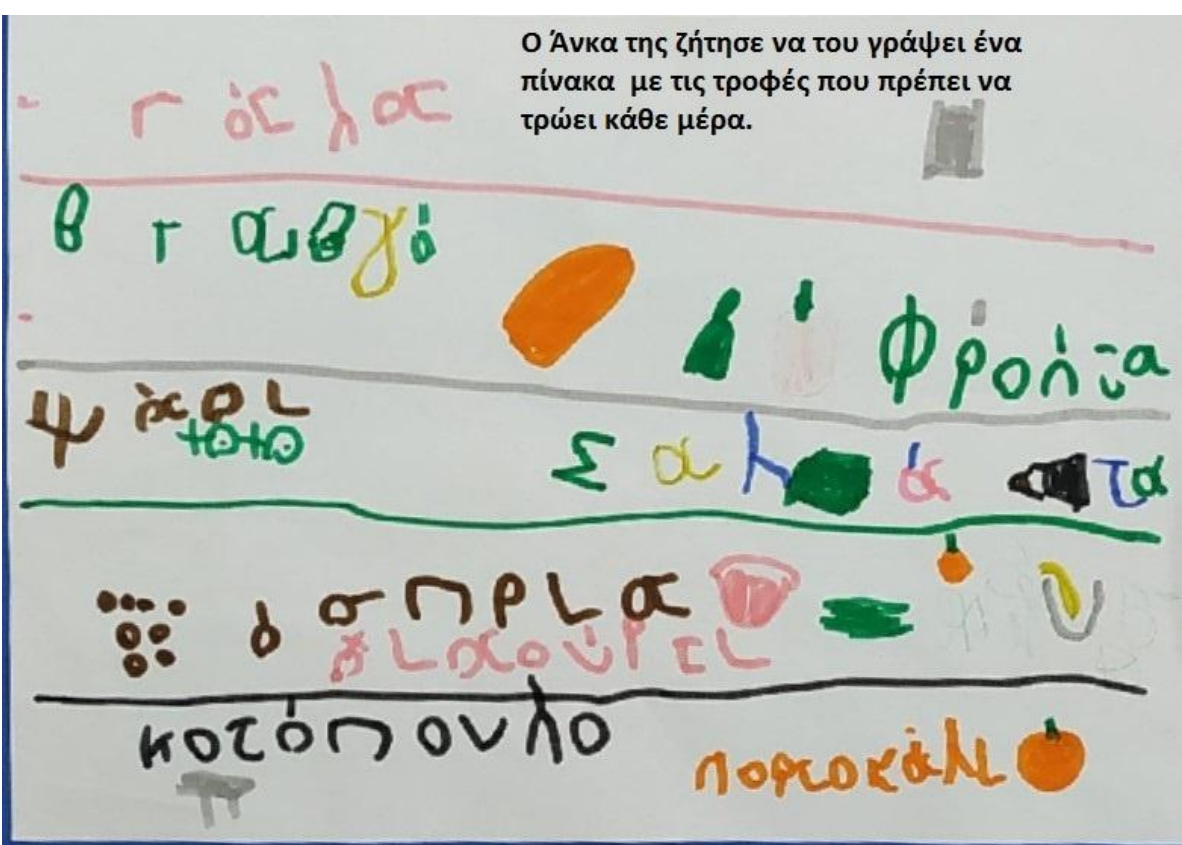 Ο Άνκα της ζήτησε να του γράψει ένα
πίνακα με τις τροφές που πρέπει να
τρώει κάθε μέρα.
Γάλα
Φρούτα
Ψάρι
Σαλάτα
όσπρια
γιαούρτι
κοτόπουλο
πορτοκάλι